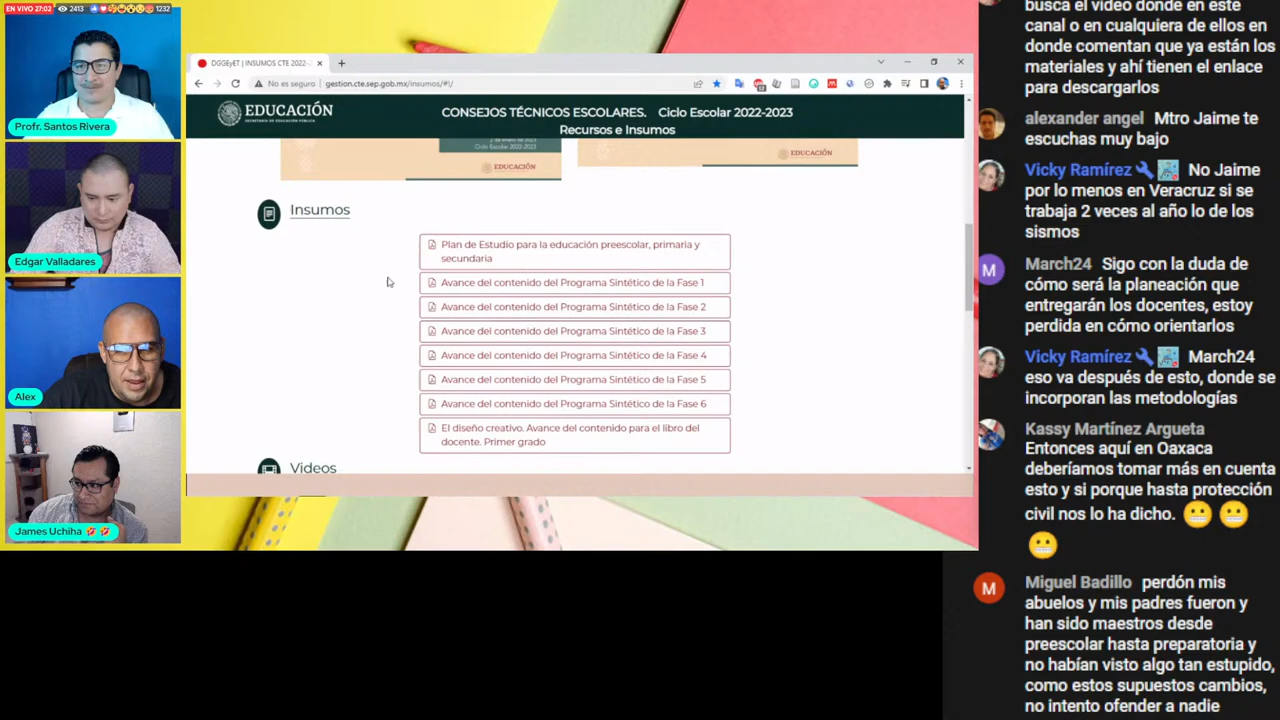 EN VIVO 27:02
2413
1232
Profr. Santos Rivera
Edgar Valladares
Alex
James Uchiha
DGGEyET | INSUMOS CTE 2022-
No es seguro
gestion.cte.sep.gob.mx/insumos/#!/
EDUCACIÓN
SECRETARÍA DE EDUCACIÓN PÚBLICA
CONSEJOS TÉCNICOS ESCOLARES. Ciclo Escolar 2022-2023
Recursos e Insumos
2 de enero de 2023
Ciclo Escolar 2022-2023
EDUCACIÓN
EDUCACIÓN
Insumos
Plan de Estudio para la educación preescolar, primaria y
secundaria
Avance del contenido del Programa Sintético de la Fase 1
Avance del contenido del Programa Sintético de la Fase 2
Avance del contenido del Programa Sintético de la Fase 3
Avance del contenido del Programa Sintético de la Fase 4
Avance del contenido del Programa Sintético de la Fase 5
Avance del contenido del Programa Sintético de la Fase 6
El diseño creativo. Avance del contenido para el libro del
docente. Primer grado
Videos
busca el video donde en este
canal o en cualquiera de ellos en
donde comentan que ya están los
materiales y ahí tienen el enlace
para descargarlos
alexander angel Mtro Jaime te
escuchas muy bajo
Vicky Ramírez No Jaime
por lo menos en Veracruz si se
trabaja 2 veces al año lo de los
sismos
M
March24 Sigo con la duda de
cómo será la planeación que
entregarán los docentes, estoy
perdida en cómo orientarlos
Vicky Ramírez March24
eso va después de esto, donde se
incorporan las metodologías
Kassy Martínez Argueta
Entonces aquí en Oaxaca
deberíamos tomar más en cuenta
esto y si porque hasta protección
civil nos lo ha dicho. 😬 😬
😬
M
Miguel Badillo perdón mis
abuelos y mis padres fueron y
han sido maestros desde
preescolar hasta preparatoria y
no habían visto algo tan estupido,
como estos supuestos cambios,
no intento ofender a nadie